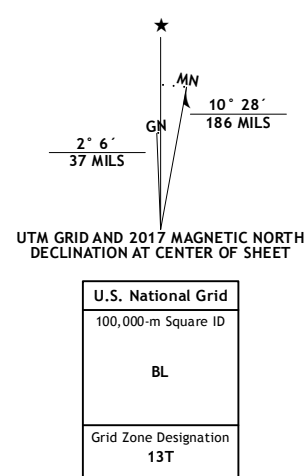 ★
MN
GN
10° 28´
186 MILS
2° 6´
37 MILS
UTM GRID AND 2017 MAGNETIC NORTH
DECLINATION AT CENTER OF SHEET
U.S. National Grid
100,000-m Square ID
BL
Grid Zone Designation
13T